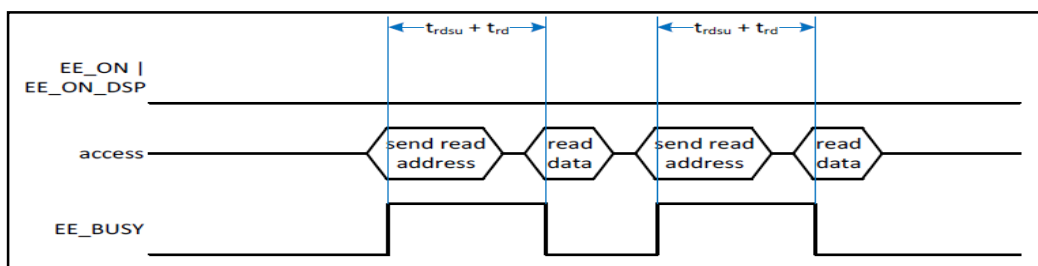 t_rdsu + t_rd t_rdsu + t_rd
EE_ON |
EE_ON_DSP
access
send read address
read data
send read address
read data
EE_BUSY